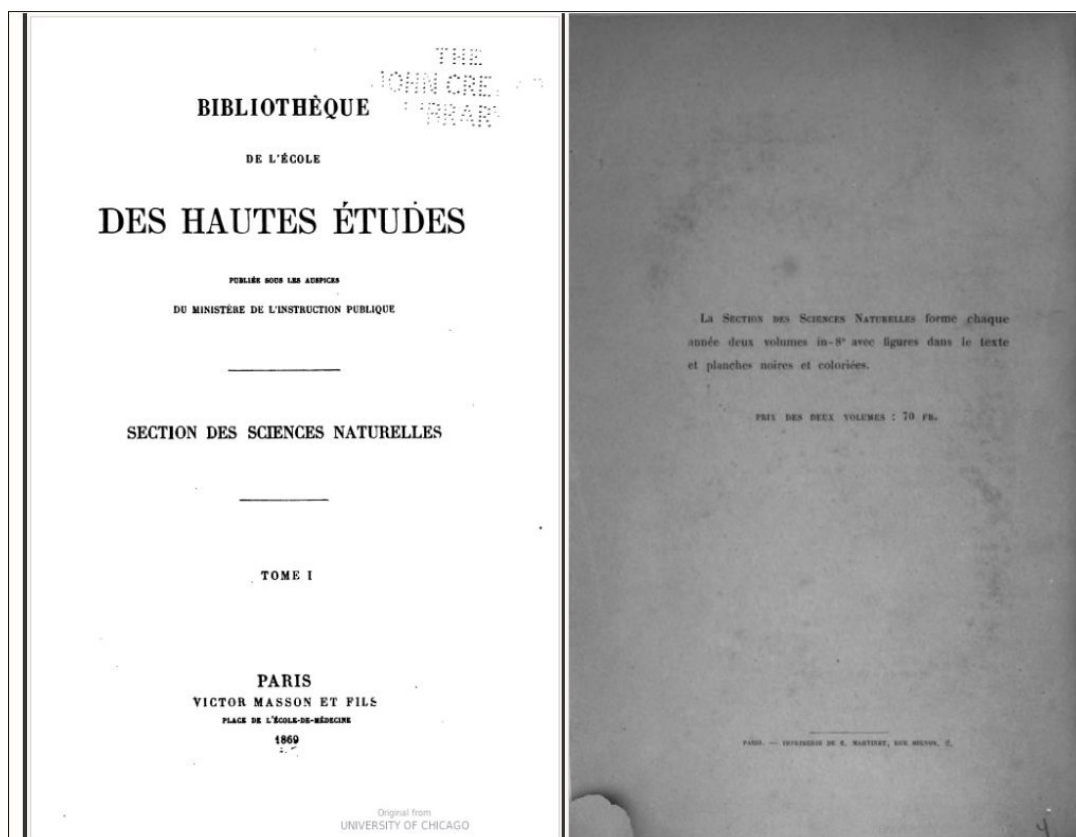 THE
JOHN CRE
BRAR
BIBLIOTHÈQUE
DE L'ÉCOLE
DES HAUTES ÉTUDES
PUBLIÉE SOUS LES AUSPICES
DU MINISTÈRE DE L'INSTRUCTION PUBLIQUE
SECTION DES SCIENCES NATURELLES
TOME I
PARIS
VICTOR MASSON ET FILS
PLACE DE L'ÉCOLE-DE-MÉDECINE
1869
Original from
UNIVERSITY OF CHICAGO
La SECTION DES SCIENCES NATURELLES forme chaque
année deux volumes in-8° avec figures dans le texte
et planches noires et coloriées.
PRIX DES DEUX VOLUMES : 70 FR.
PARIS. — IMPRIMERIE DE E. MARTINET, RUE MIGNON, 2.
4